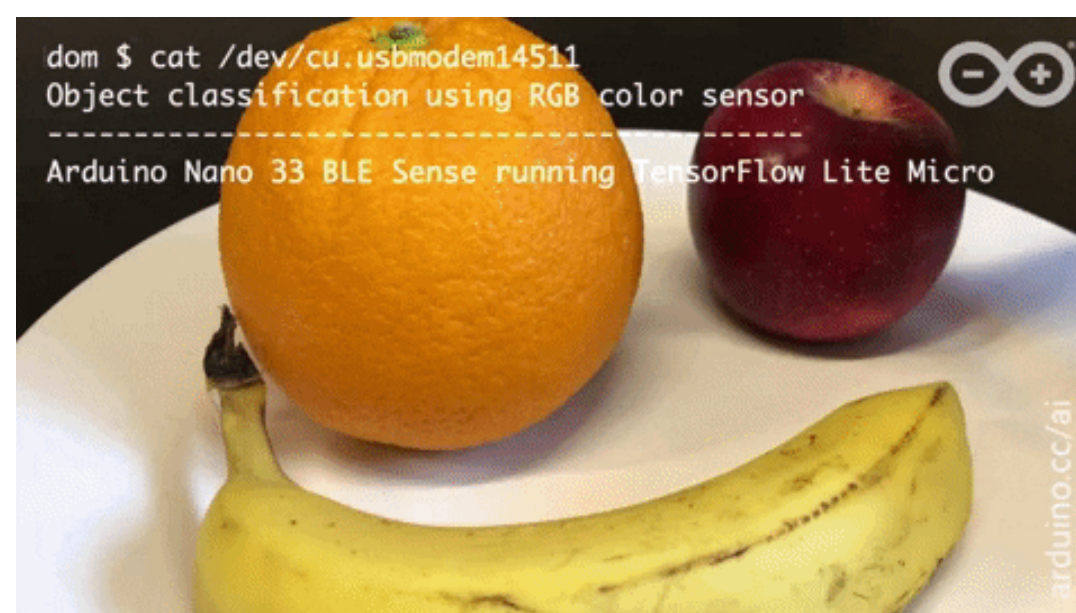 dom $ cat /dev/cu.usbmodem14511
Object classification using RGB color sensor
--------------------------------------------
Arduino Nano 33 BLE Sense running TensorFlow Lite Micro
arduino.cc/ai